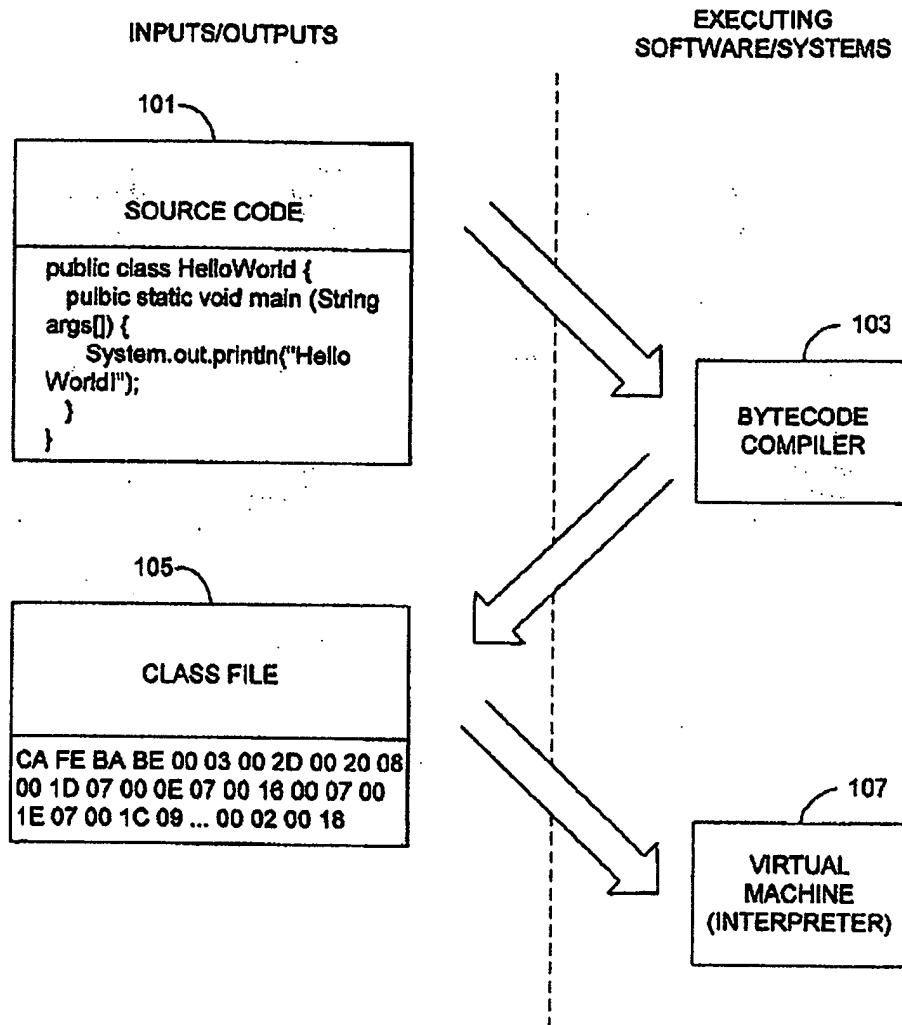 INPUTS/OUTPUTS
EXECUTING
SOFTWARE/SYSTEMS
101
SOURCE CODE
public class HelloWorld {
pulbic static void main (String
args[]) {
System.out.println("Hello
World!");
}
}
103
BYTECODE
COMPILER
105
CLASS FILE
CA FE BA BE 00 03 00 2D 00 20 08
00 1D 07 00 0E 07 00 16 00 07 00
1E 07 00 1C 09 ... 00 02 00 18
107
VIRTUAL
MACHINE
(INTERPRETER)